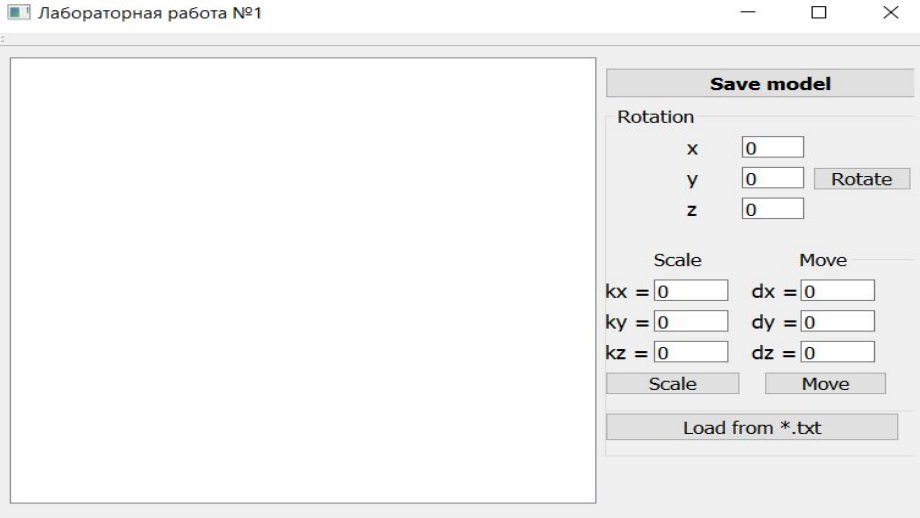 Лабораторная работа №1
Save model
Rotation
x 0
y 0 Rotate
z 0
Scale Move
kx = 0 dx = 0
ky = 0 dy = 0
kz = 0 dz = 0
Scale Move
Load from *.txt